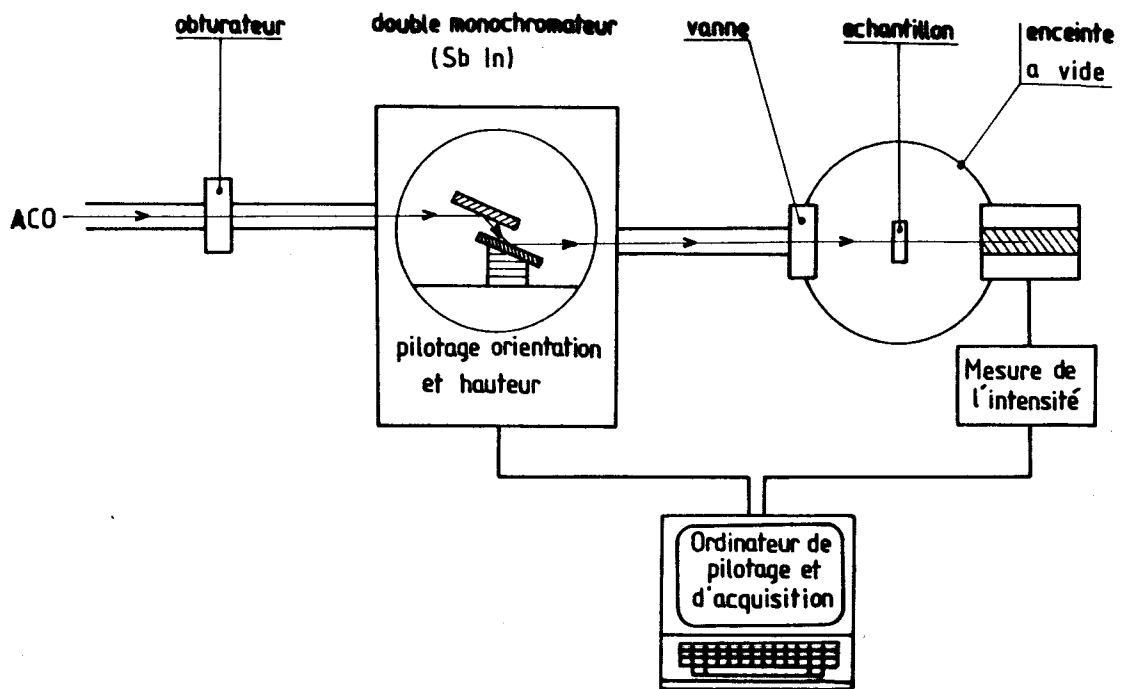 obturateur
double monochromateur
(Sb In)
vanne
echantillon
enceinte
a vide
ACO
pilotage orientation
et hauteur
Mesure de
l'intensité
Ordinateur de
pilotage et
d'acquisition